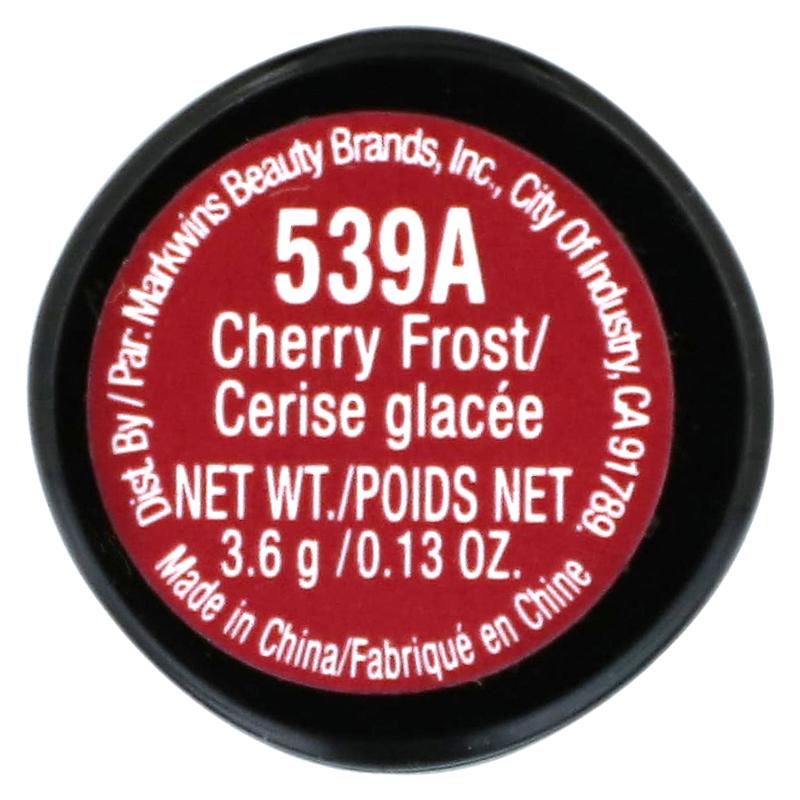 Dist. By / Par: Markwins Beauty Brands, Inc., City Of Industry, CA 91789.
539A
Cherry Frost/
Cerise glacée
NET WT./POIDS NET
3.6 g /0.13 OZ.
Made in China/Fabriqué en Chine